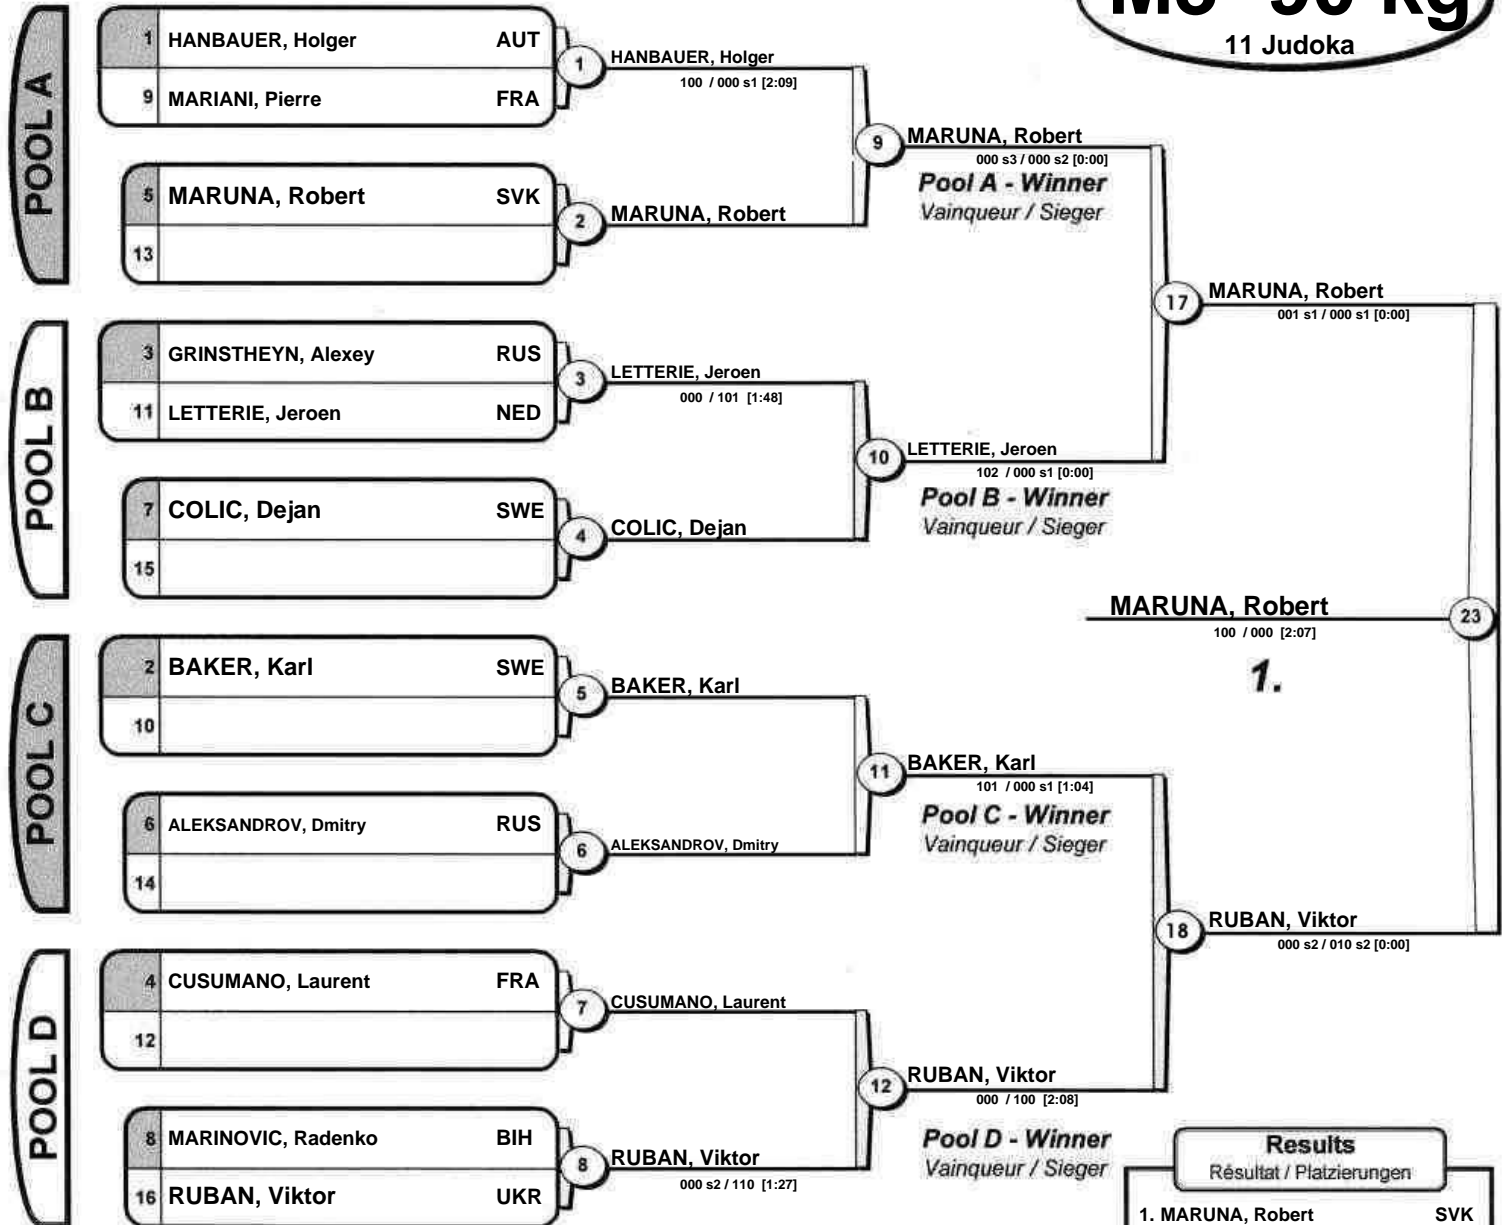 M3 -90 kg
11 Judoka
POOL A
1 HANBAUER, Holger AUT
9 MARIANI, Pierre FRA
1 HANBAUER, Holger
100 / 000 s1 [2:09]
5 MARUNA, Robert SVK
13
2 MARUNA, Robert
9 MARUNA, Robert
000 s3 / 000 s2 [0:00]
Pool A - Winner
Vainqueur / Sieger
POOL B
3 GRINSTHEYN, Alexey RUS
11 LETTERIE, Jeroen NED
3 LETTERIE, Jeroen
000 / 101 [1:48]
7 COLIC, Dejan SWE
15
4 COLIC, Dejan
10 LETTERIE, Jeroen
102 / 000 s1 [0:00]
Pool B - Winner
Vainqueur / Sieger
17 MARUNA, Robert
001 s1 / 000 s1 [0:00]
MARUNA, Robert 23
100 / 000 [2:07]
1.
POOL C
2 BAKER, Karl SWE
10
5 BAKER, Karl
6 ALEKSANDROV, Dmitry RUS
14
6 ALEKSANDROV, Dmitry
11 BAKER, Karl
101 / 000 s1 [1:04]
Pool C - Winner
Vainqueur / Sieger
18 RUBAN, Viktor
000 s2 / 010 s2 [0:00]
POOL D
4 CUSUMANO, Laurent FRA
12
7 CUSUMANO, Laurent
8 MARINOVIC, Radenko BIH
16 RUBAN, Viktor UKR
8 RUBAN, Viktor
000 s2 / 110 [1:27]
12 RUBAN, Viktor
000 / 100 [2:08]
Pool D - Winner
Vainqueur / Sieger
Results
Résultat / Platzierungen
1. MARUNA, Robert SVK